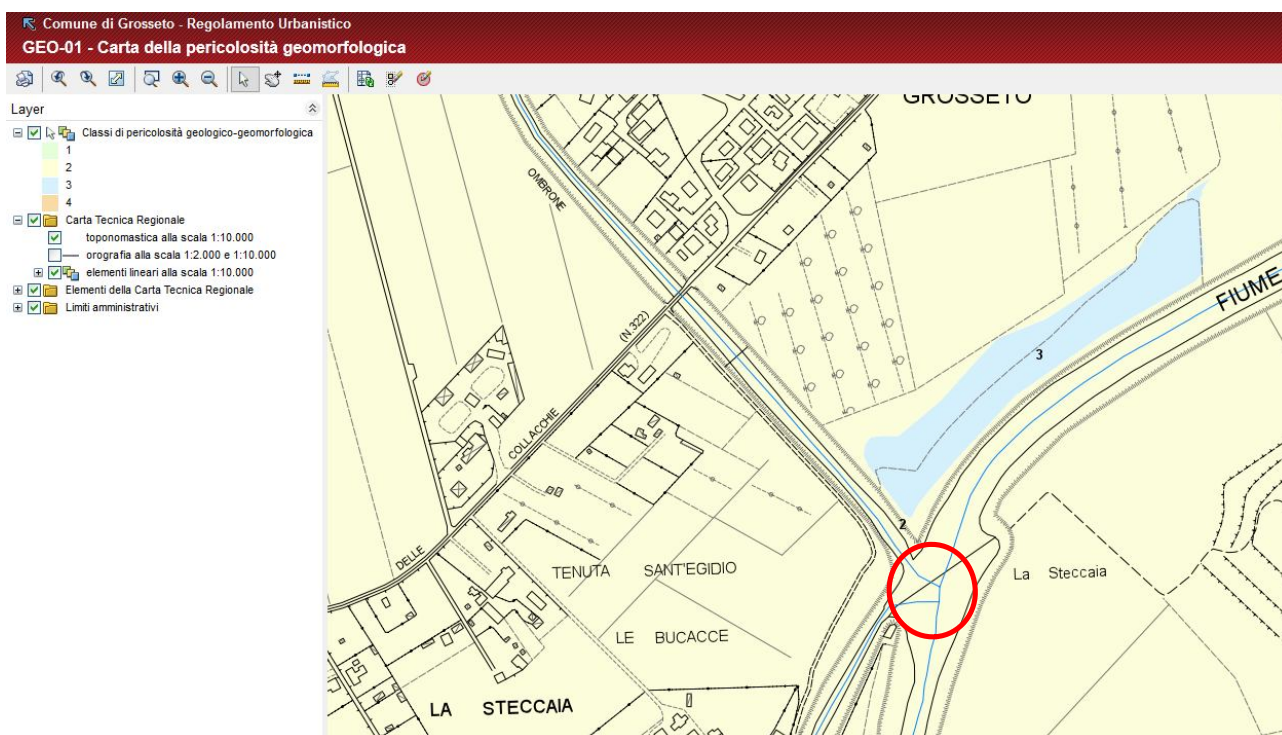 Comune di Grosseto - Regolamento Urbanistico
GEO-01 - Carta della pericolosità geomorfologica
Layer
Classi di pericolosità geologico-geomorfologica
1
2
3
4
Carta Tecnica Regionale
toponomastica alla scala 1:10.000
orografia alla scala 1:2.000 e 1:10.000
elementi lineari alla scala 1:10.000
Elementi della Carta Tecnica Regionale
Limiti amministrativi
GROSSETO
OMBRONE
FIUME
(N.322)
3
COLLACCHIE
2
DELLE
TENUTA SANT'EGIDIO
La Steccaia
LE BUCACCE
LA STECCAIA